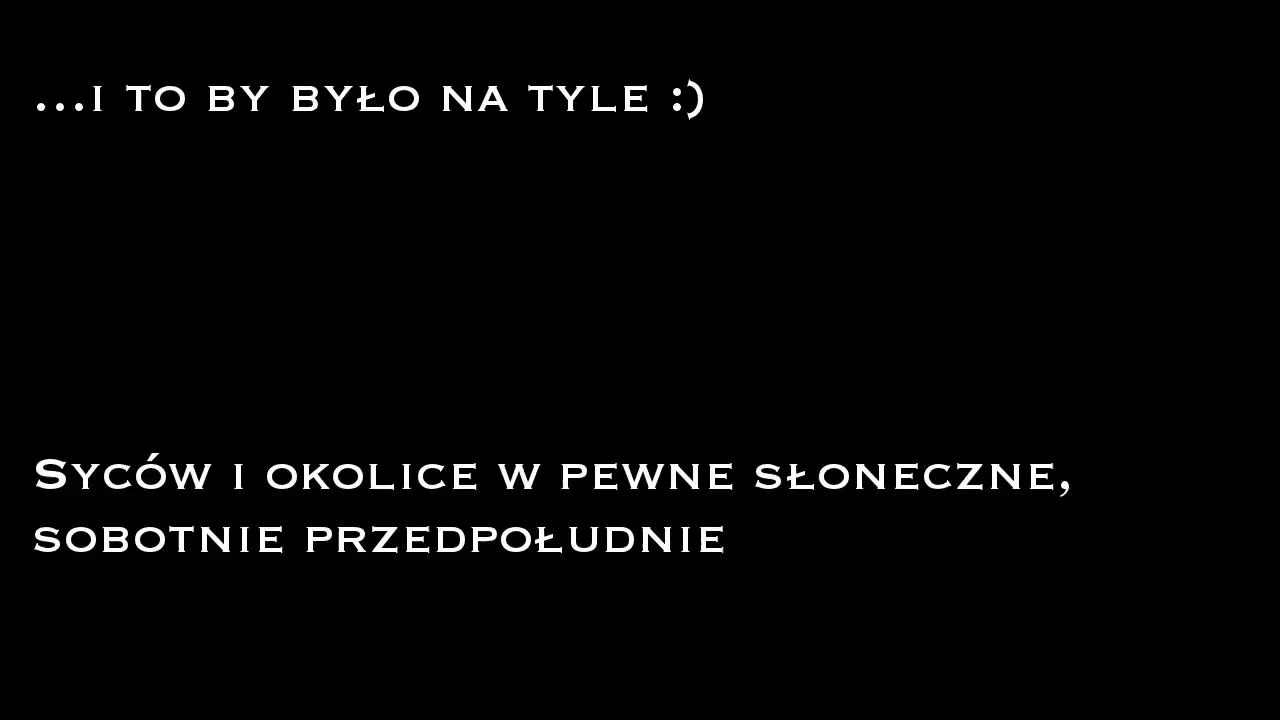 ...i to by było na tyle :)
Syców i okolice w pewne słoneczne,
sobotnie przedpołudnie